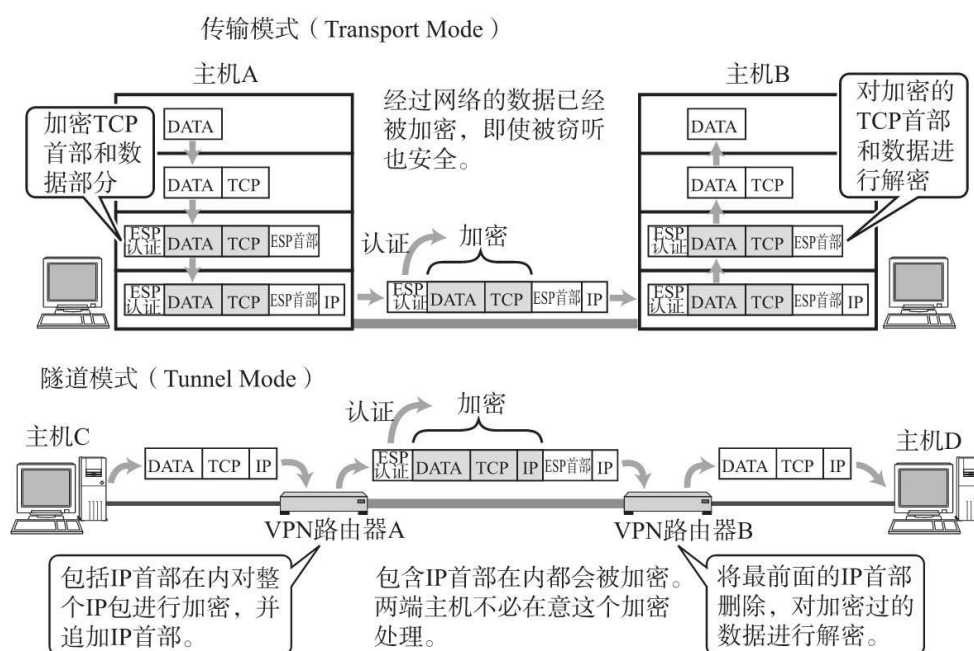 传输模式（Transport Mode）
主机A
主机B
加密TCP
首部和数
据部分
经过网络的数据已经
被加密，即使被窃听
也安全。
对加密的
TCP首部
和数据进
行解密
DATA
DATA TCP
ESP
认证 DATA TCP ESP首部
ESP
认证 DATA TCP ESP首部 IP
认证
加密
ESP
认证 DATA TCP ESP首部 IP
DATA
DATA TCP
ESP
认证 DATA TCP ESP首部
ESP
认证 DATA TCP ESP首部 IP
隧道模式（Tunnel Mode）
主机C
认证
加密
主机D
DATA TCP IP
ESP
认证 DATA TCP IP ESP首部 IP
DATA TCP IP
VPN路由器A
VPN路由器B
包括IP首部在内对整
个IP包进行加密，并
追加IP首部。
包含IP首部在内都会被加密。
两端主机不必在意这个加密
处理。
将最前面的IP首部
删除，对加密过的
数据进行解密。